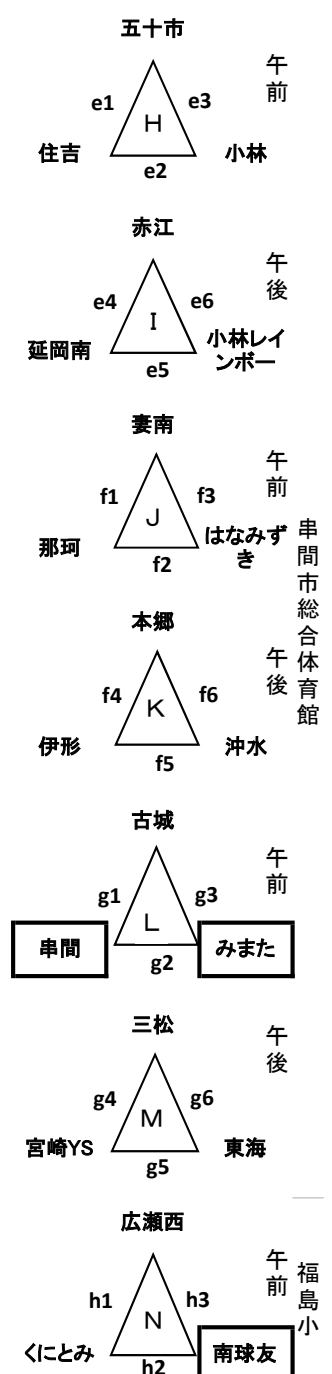 五十市
午前
e1
e3
H
住吉
小林
e2
赤江
午後
e4
e6
I
延岡南
小林レインボー
e5
妻南
午前
f1
f3
J
那珂
はなみずき
f2
串間市総合体育館
本郷
午後
f4
f6
K
伊形
沖水
f5
古城
午前
g1
g3
L
串間
みまた
g2
三松
午後
g4
g6
M
宮崎YS
東海
g5
広瀬西
午前
福島小
h1
h3
N
くにとみ
南球友
h2